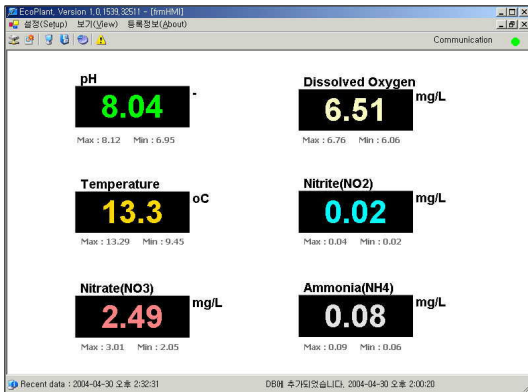 EcoPlant, Version 1.0.1539.32511 - [frmHMI]
설정(Setup) 보기(View) 등록정보(About)
Communication
pH
8.04 -
Max : 8.12 Min : 6.95
Dissolved Oxygen
6.51 mg/L
Max : 6.76 Min : 6.06
Temperature
13.3 oC
Max : 13.29 Min : 9.45
Nitrite(NO2)
0.02 mg/L
Max : 0.04 Min : 0.02
Nitrate(NO3)
2.49 mg/L
Max : 3.01 Min : 2.05
Ammonia(NH4)
0.08 mg/L
Max : 0.09 Min : 0.06
Recent data : 2004-04-30 오후 2:32:31 DB에 추가되었습니다, 2004-04-30 오후 2:00:20